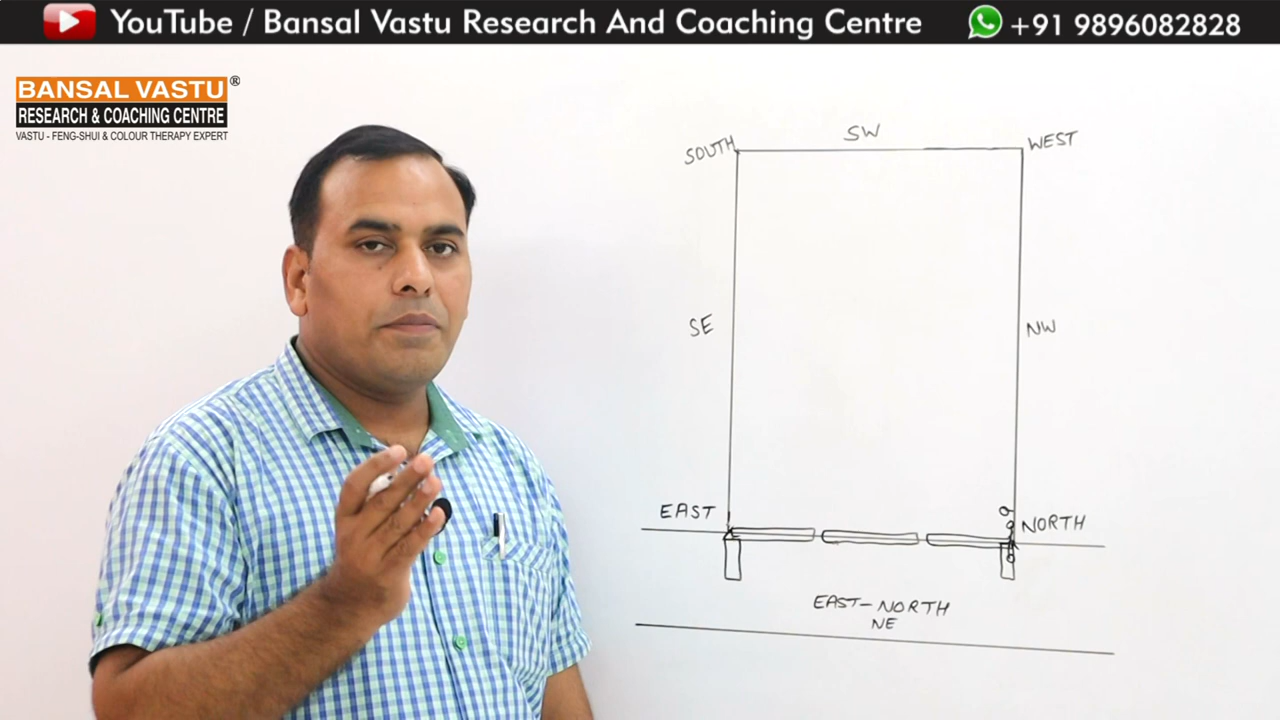 YouTube / Bansal Vastu Research And Coaching Centre +91 9896082828
BANSAL VASTU®
RESEARCH & COACHING CENTRE
VASTU - FENG-SHUI & COLOUR THERAPY EXPERT
SOUTH SW WEST
SE NW
EAST NORTH
EAST-NORTH
NE